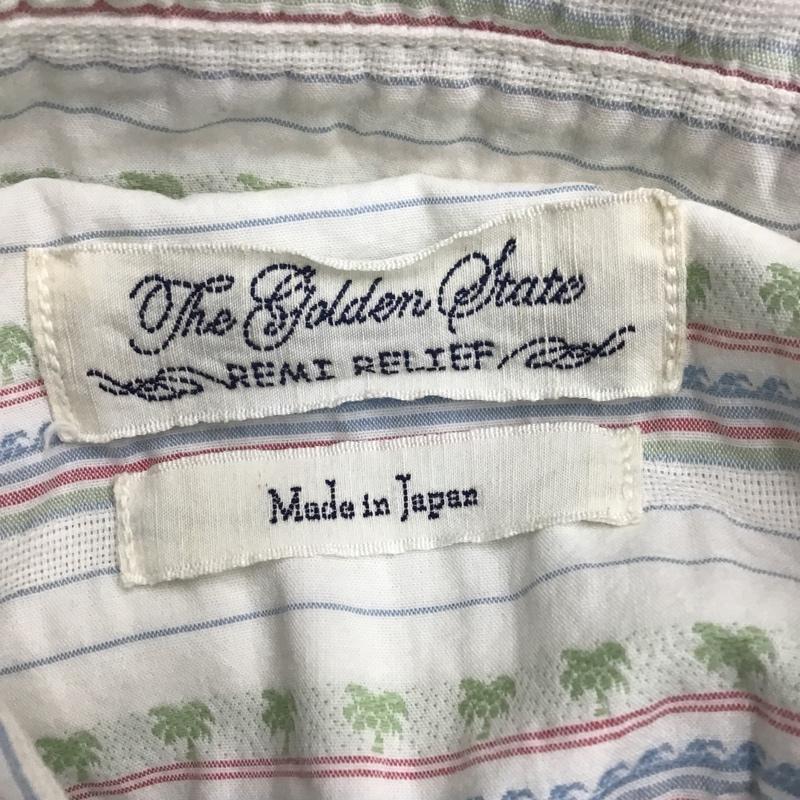 The Golden State
REMI RELIEF
Made in Japan